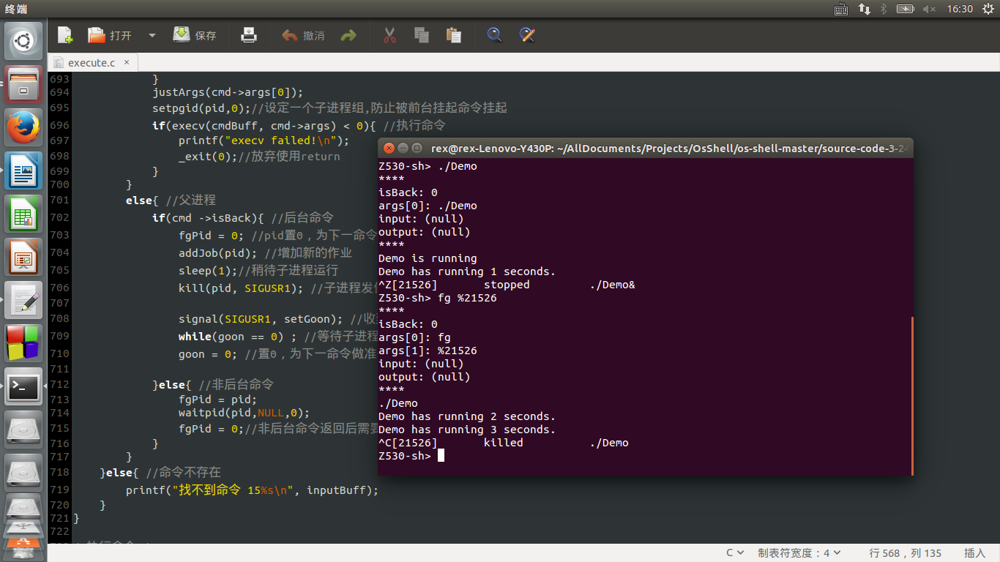 终端
16:30
打开
保存
撤消
execute.c ×
693 }
694 justArgs(cmd->args[0]);
695 setpgid(pid,0);//设定一个子进程组,防止被前台挂起命令挂起
696 if(execv(cmdBuff, cmd->args) < 0){ //执行命令
697 printf("execv failed!\n");
698 _exit(0);//放弃使用return
699 }
700 }
701 else{ //父进程
702 if(cmd ->isBack){ //后台命令
703 fgPid = 0; //pid置0，为下一命令
704 addJob(pid); //增加新的作业
705 sleep(1);//稍待子进程运行
706 kill(pid, SIGUSR1); //子进程发
707
708 signal(SIGUSR1, setGoon); //收
709 while(goon == 0) ; //等待子进程
710 goon = 0; //置0，为下一命令做准
711
712 }else{ //非后台命令
713 fgPid = pid;
714 waitpid(pid,NULL,0);
715 fgPid = 0;//非后台命令返回后需要
716 }
717 }
718 }else{ //命令不存在
719 printf("找不到命令 15%s\n", inputBuff);
720 }
721 }
722
rex@rex-Lenovo-Y430P: ~/AllDocuments/Projects/OsShell/os-shell-master/source-code-3-24
Z530-sh> ./Demo
****
isBack: 0
args[0]: ./Demo
input: (null)
output: (null)
****
Demo is running
Demo has running 1 seconds.
^Z[21526] stopped ./Demo&
Z530-sh> fg %21526
****
isBack: 0
args[0]: fg
args[1]: %21526
input: (null)
output: (null)
****
./Demo
Demo has running 2 seconds.
Demo has running 3 seconds.
^C[21526] killed ./Demo
Z530-sh>
C
制表符宽度：4
行 568，列 135
插入